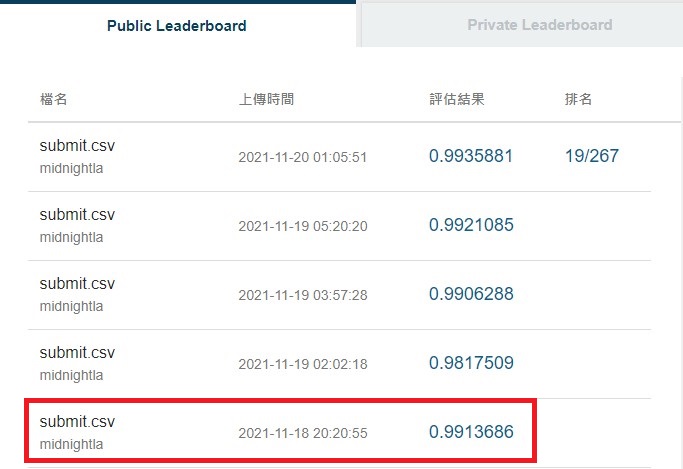 Public Leaderboard Private Leaderboard
檔名 上傳時間 評估結果 排名
submit.csv
midnightla 2021-11-20 01:05:51 0.9935881 19/267
submit.csv
midnightla 2021-11-19 05:20:20 0.9921085
submit.csv
midnightla 2021-11-19 03:57:28 0.9906288
submit.csv
midnightla 2021-11-19 02:02:18 0.9817509
submit.csv
midnightla 2021-11-18 20:20:55 0.9913686